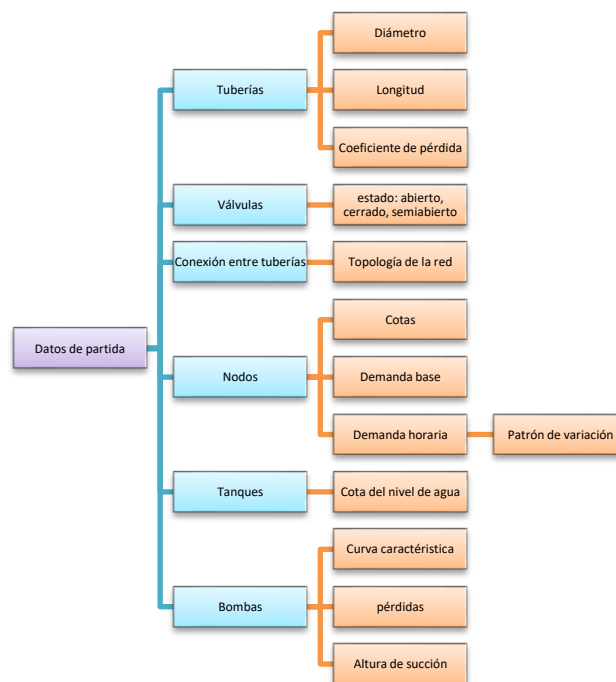 Datos de partida
Tuberías
Diámetro
Longitud
Coeficiente de pérdida
Válvulas
estado: abierto,
cerrado, semiabierto
Conexión entre tuberías
Topología de la red
Nodos
Cotas
Demanda base
Demanda horaria
Patrón de variación
Tanques
Cota del nivel de agua
Bombas
Curva carácterística
pérdidas
Altura de succión